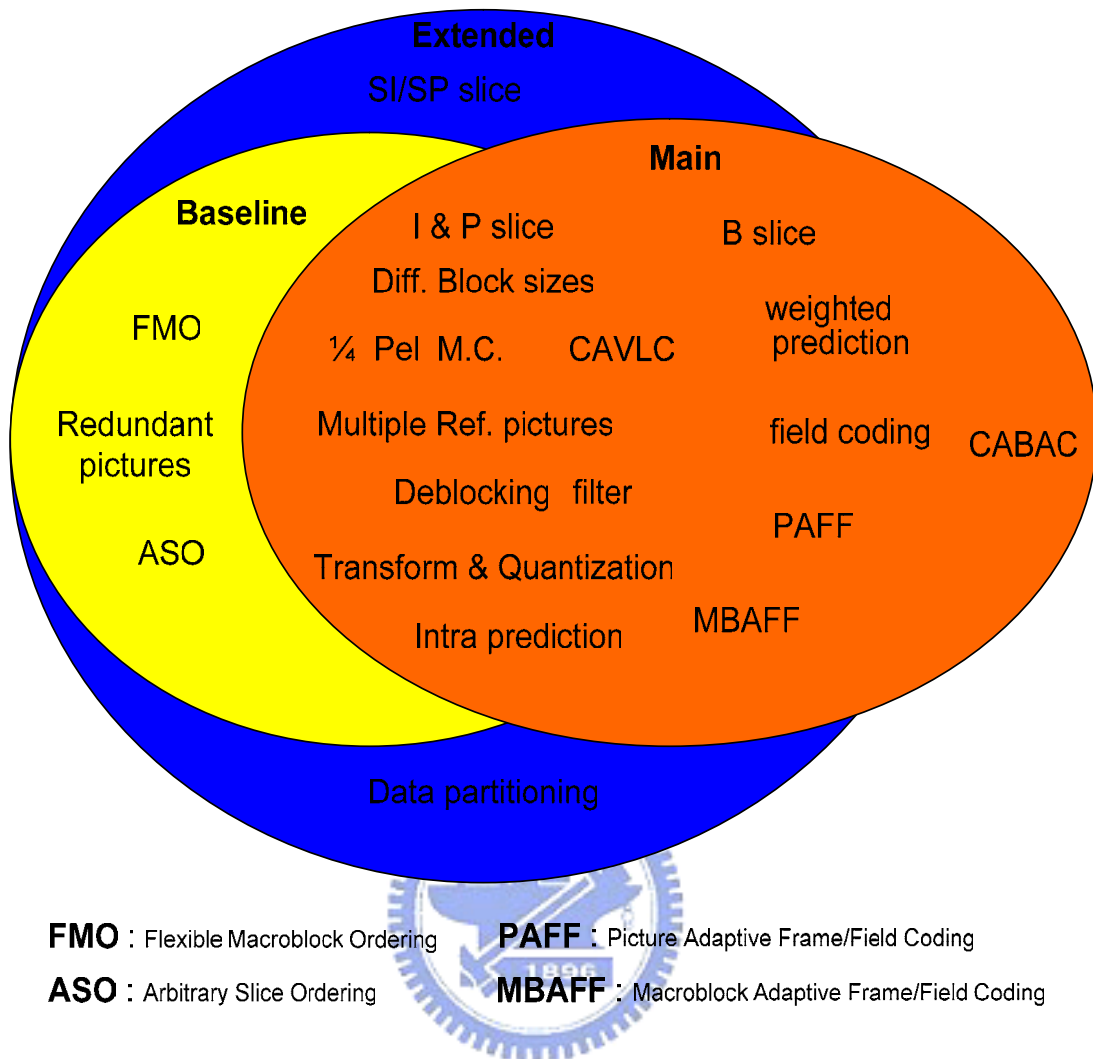 Extended
SI/SP slice
Main
Baseline
I & P slice
B slice
Diff. Block sizes
weighted
prediction
FMO
¼ Pel M.C.
CAVLC
Redundant
pictures
Multiple Ref. pictures
field coding
CABAC
Deblocking filter
PAFF
ASO
Transform & Quantization
MBAFF
Intra prediction
Data partitioning
FMO : Flexible Macroblock Ordering
PAFF : Picture Adaptive Frame/Field Coding
1896
ASO : Arbitrary Slice Ordering
MBAFF : Macroblock Adaptive Frame/Field Coding